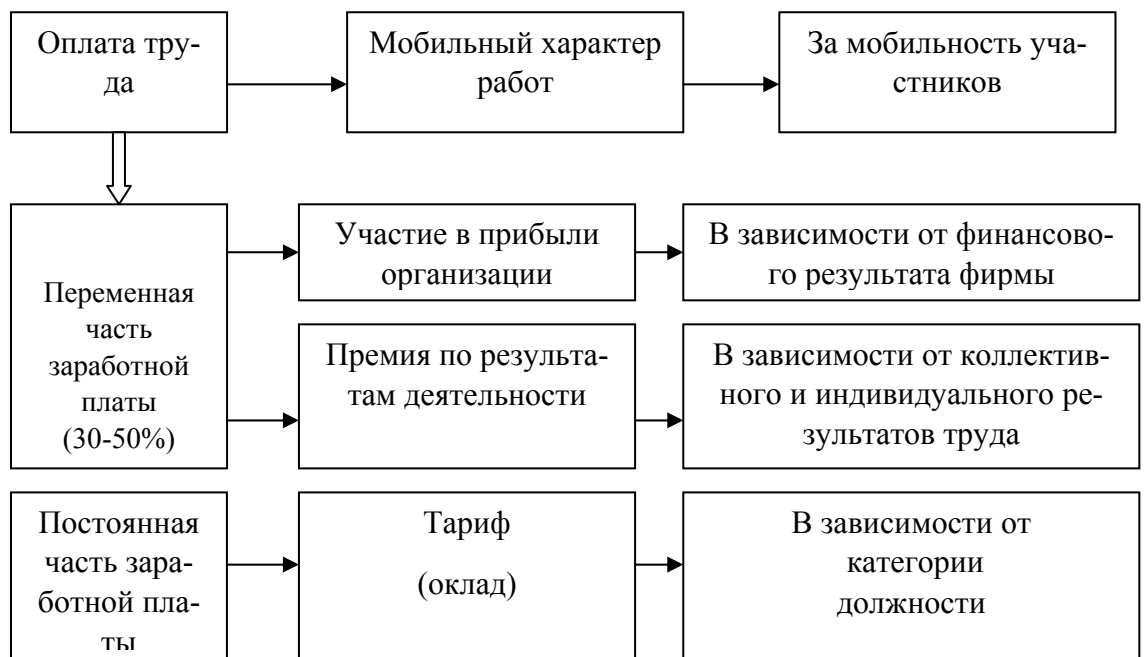 Оплата тру-
да
Мобильный характер
работ
За мобильность уча-
стников
Переменная
часть
заработной
платы
(30-50%)
Участие в прибыли
организации
В зависимости от финансово-
го результата фирмы
Премия по результа-
там деятельности
В зависимости от коллектив-
ного и индивидуального ре-
зультатов труда
Постоянная
часть зара-
ботной пла-
ты
Тариф
(оклад)
В зависимости от
категории
должности